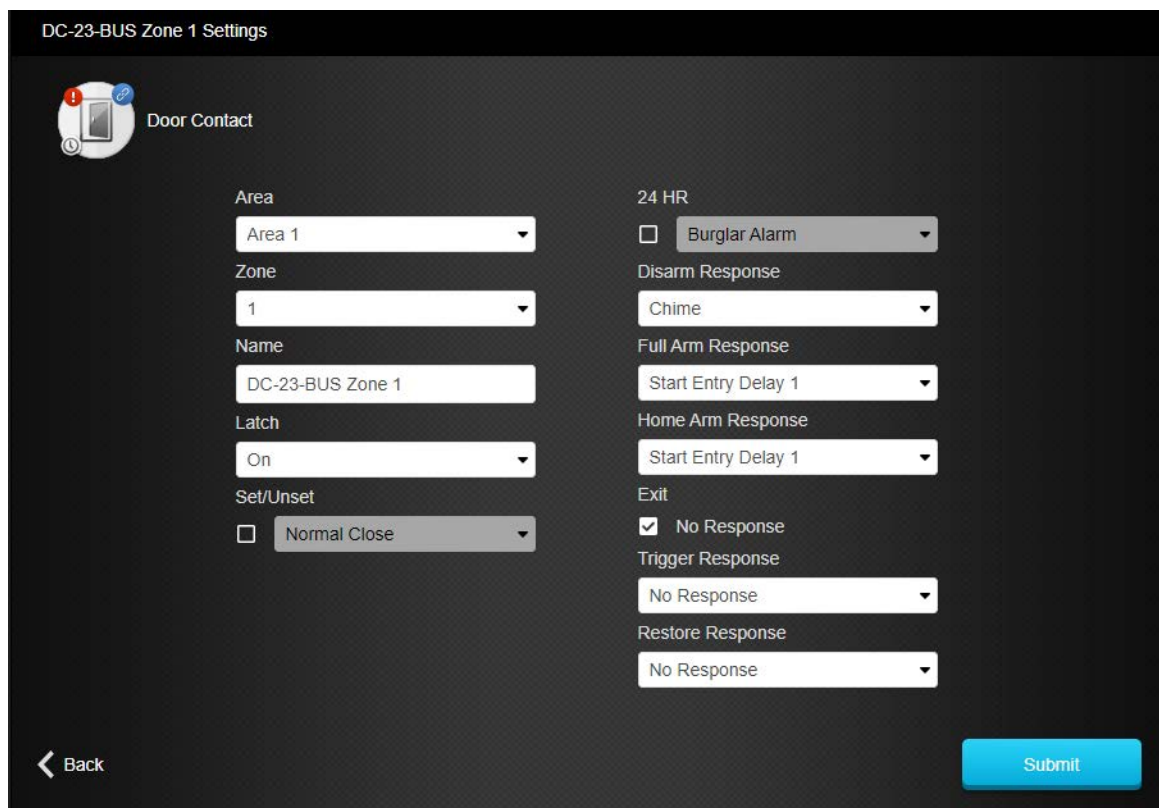 DC-23-BUS Zone 1 Settings
Door Contact
Area
Area 1
Zone
1
Name
DC-23-BUS Zone 1
Latch
On
Set/Unset
Normal Close
24 HR
Burglar Alarm
Disarm Response
Chime
Full Arm Response
Start Entry Delay 1
Home Arm Response
Start Entry Delay 1
Exit
No Response
Trigger Response
No Response
Restore Response
No Response
Back
Submit